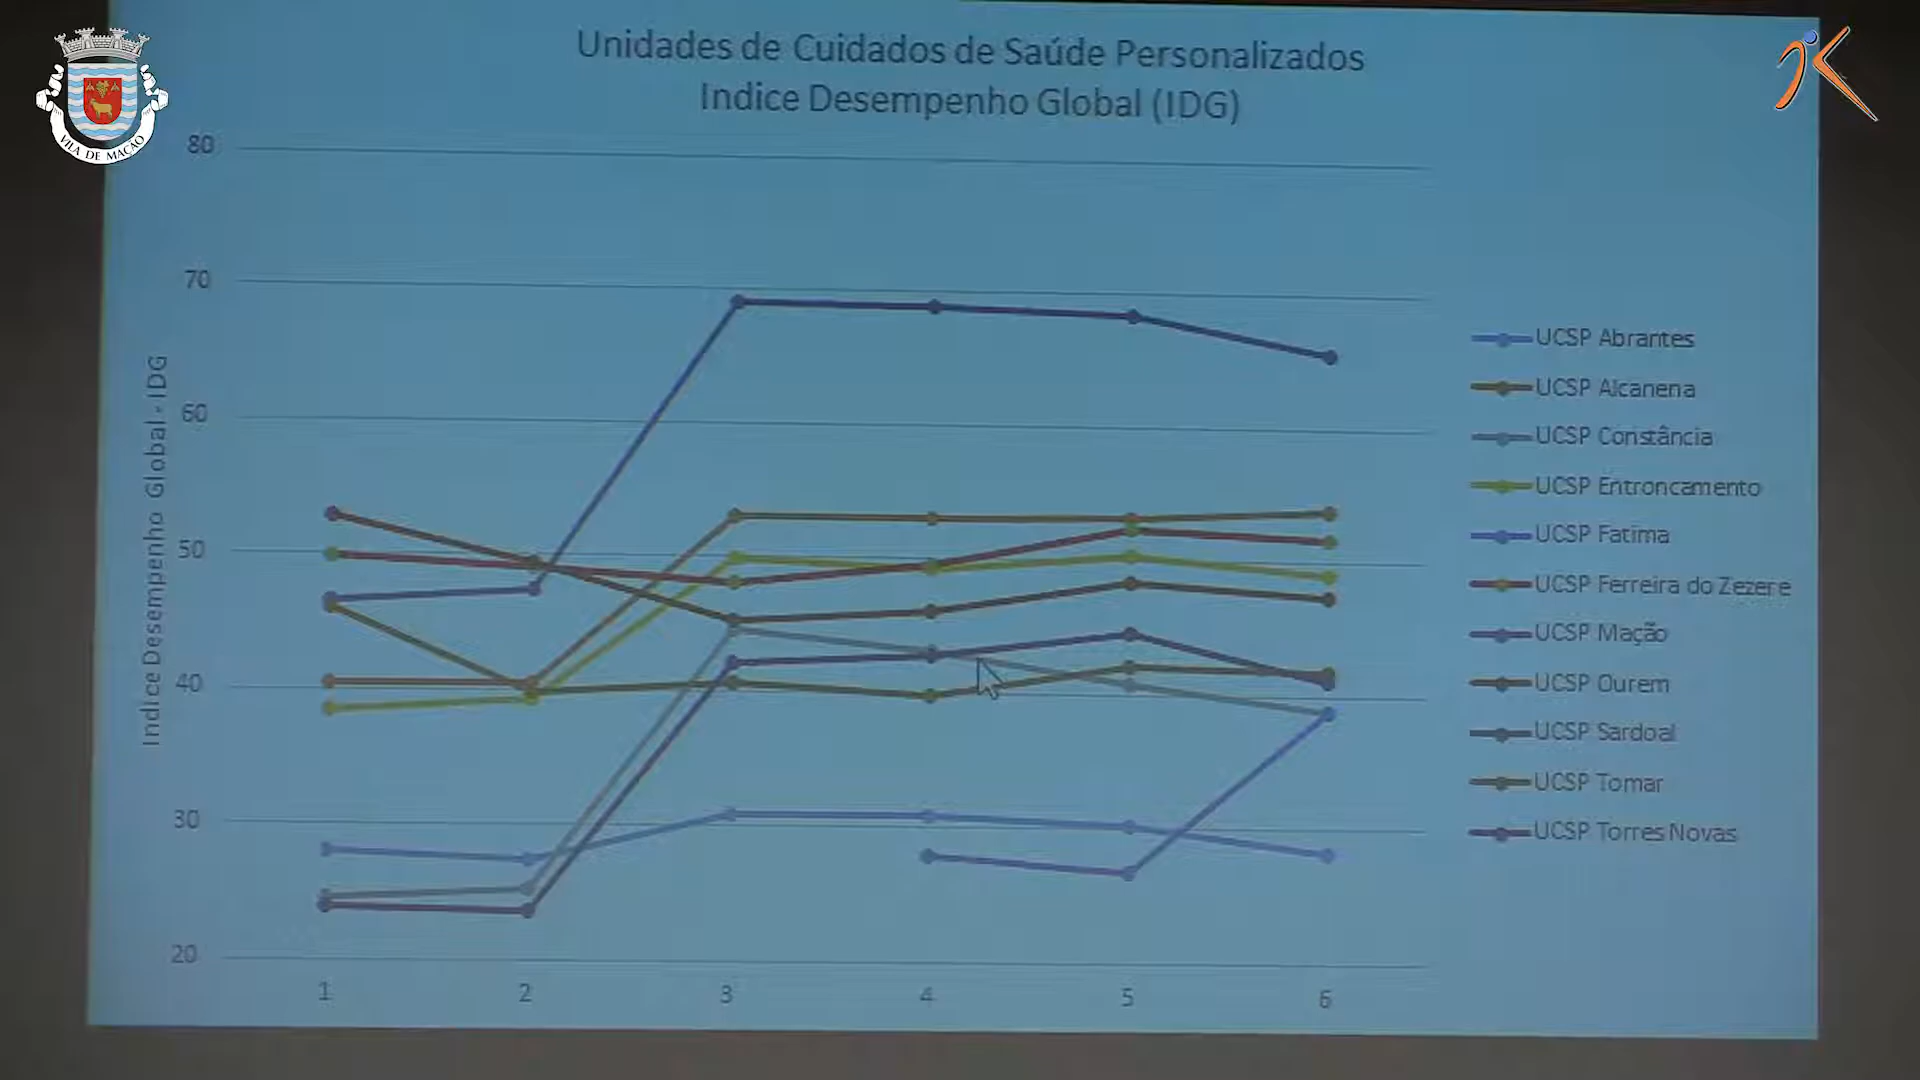 Unidades de Cuidados de Saúde Personalizados
Indice Desempenho Global (IDG)
VILA DE MAÇÃO
Indice Desempenho Global - IDG
80
70
60
50
40
30
20
1 2 3 4 5 6
UCSP Abrantes
UCSP Alcanena
UCSP Constância
UCSP Entroncamento
UCSP Fatima
UCSP Ferreira do Zezere
UCSP Mação
UCSP Ourem
UCSP Sardoal
UCSP Tomar
UCSP Torres Novas